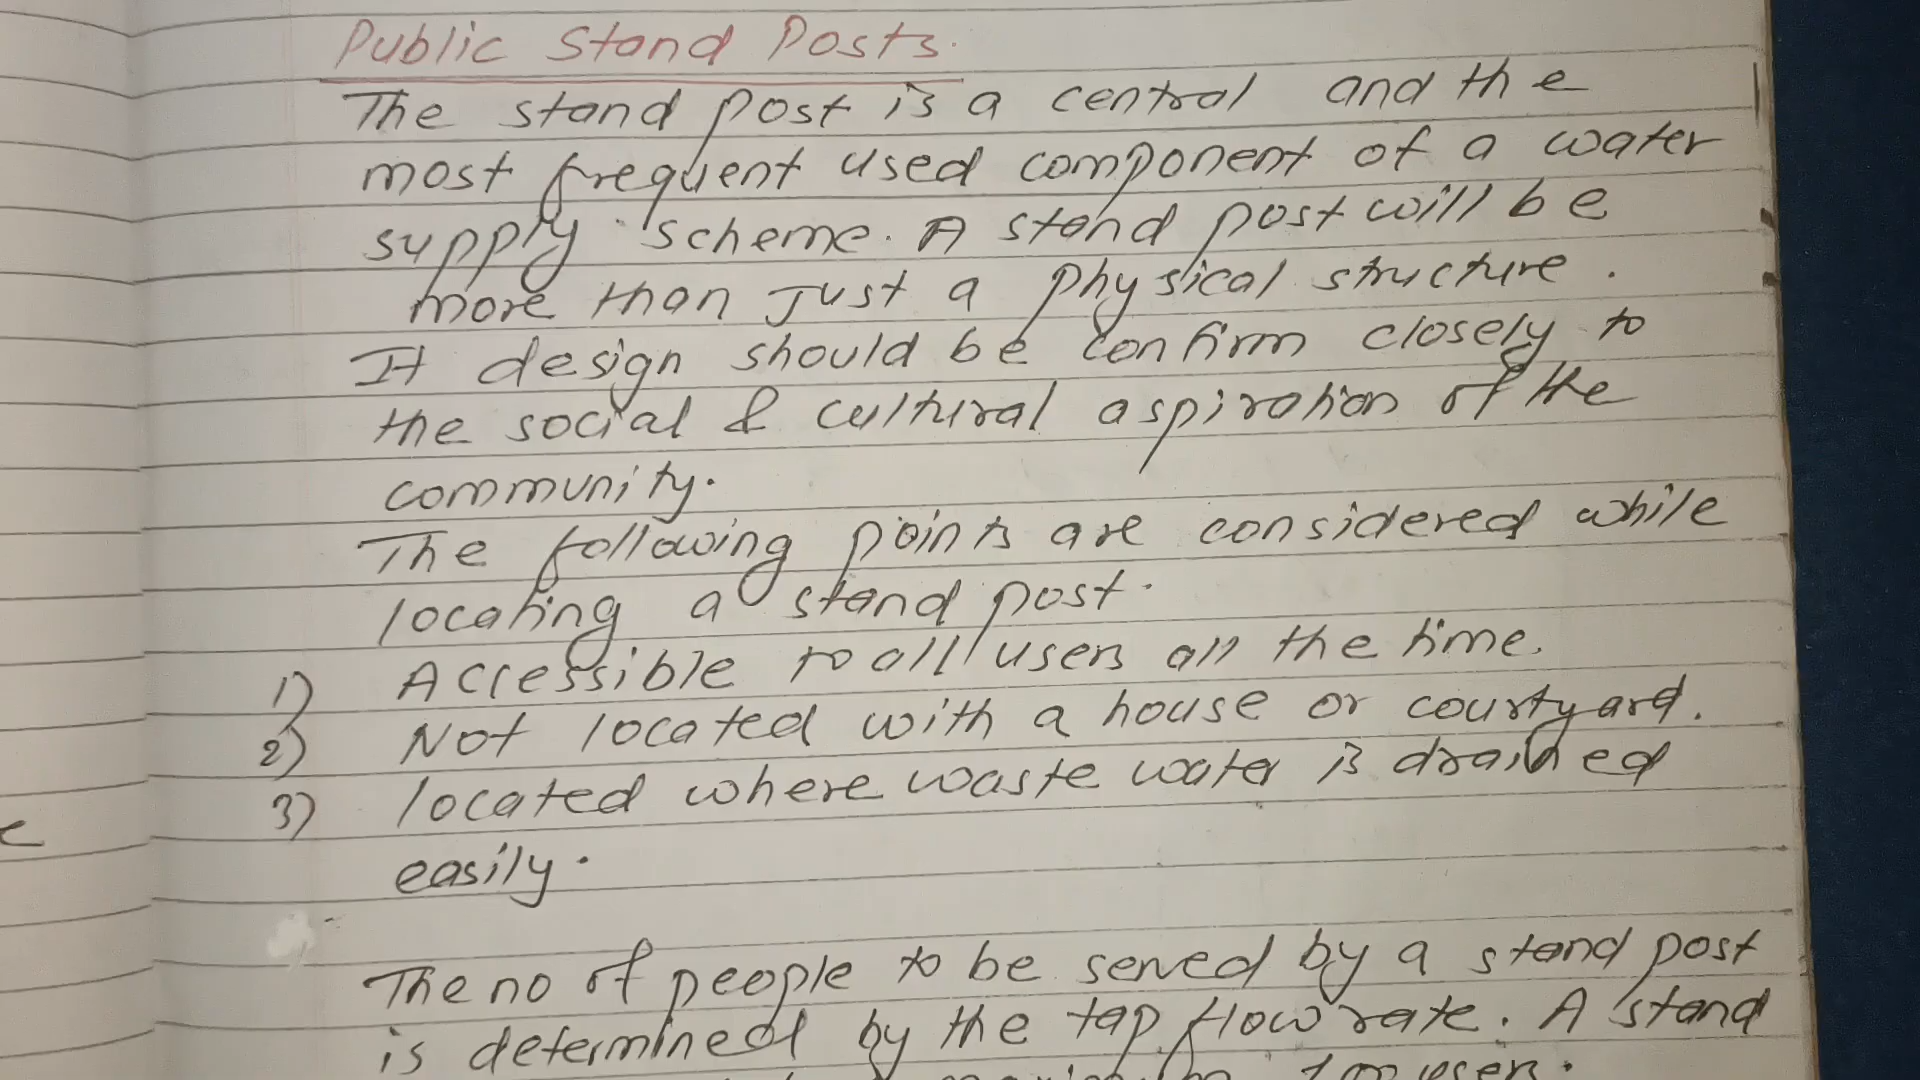 Public Stand Posts.
The stand post is a central and the
most frequent used component of a water
supply scheme. A stand post will be
more than Just a physical structure.
It design should be confirm closely to
the social & cultural aspiration of the
community.
The following points are considered while
locating a stand post.
1) Accessible to all users all the time.
2) Not located with a house or courtyard.
3) located where waste water is drained
easily.
The no of people to be served by a stand post
is determined by the tap flow rate. A stand
users.